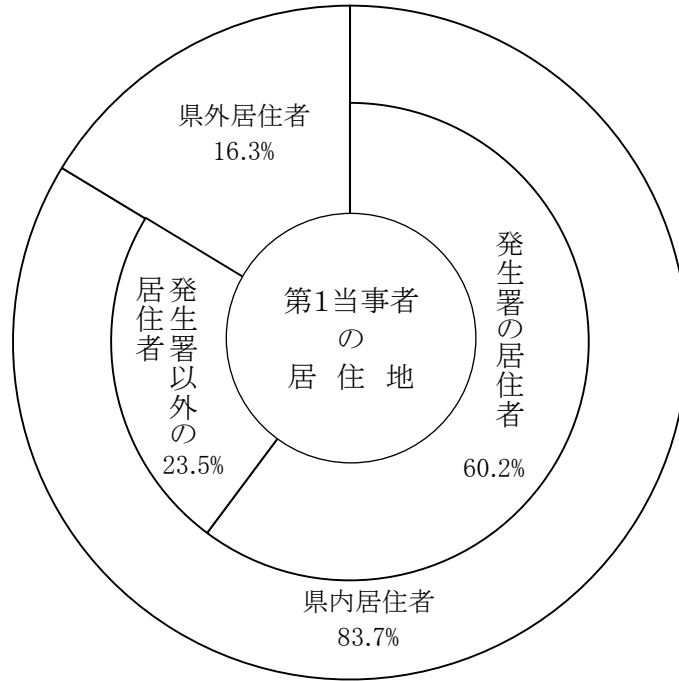 県外居住者
16.3%
第1当事者
の
居住地
発生署の居住者
60.2%
発生署以外の
居住者
23.5%
県内居住者
83.7%